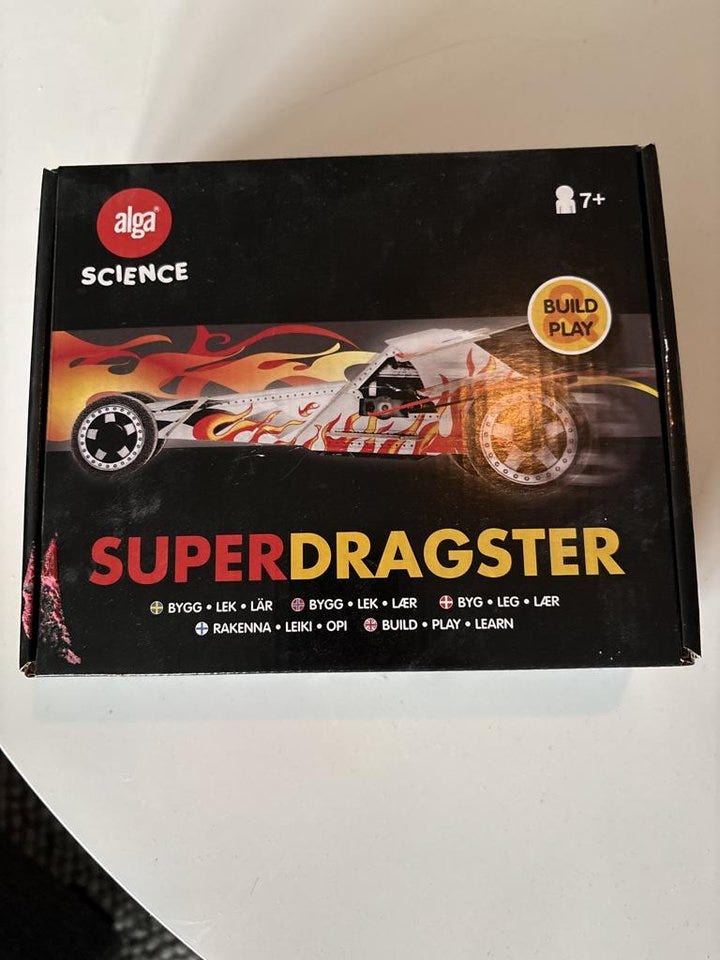 alga®
SCIENCE
7+
BUILD
&
PLAY
SUPERDRAGSTER
BYGG • LEK • LÄR BYGG • LEK • LÆR BYG • LEG • LÆR
RAKENNA • LEIKI • OPI BUILD • PLAY • LEARN